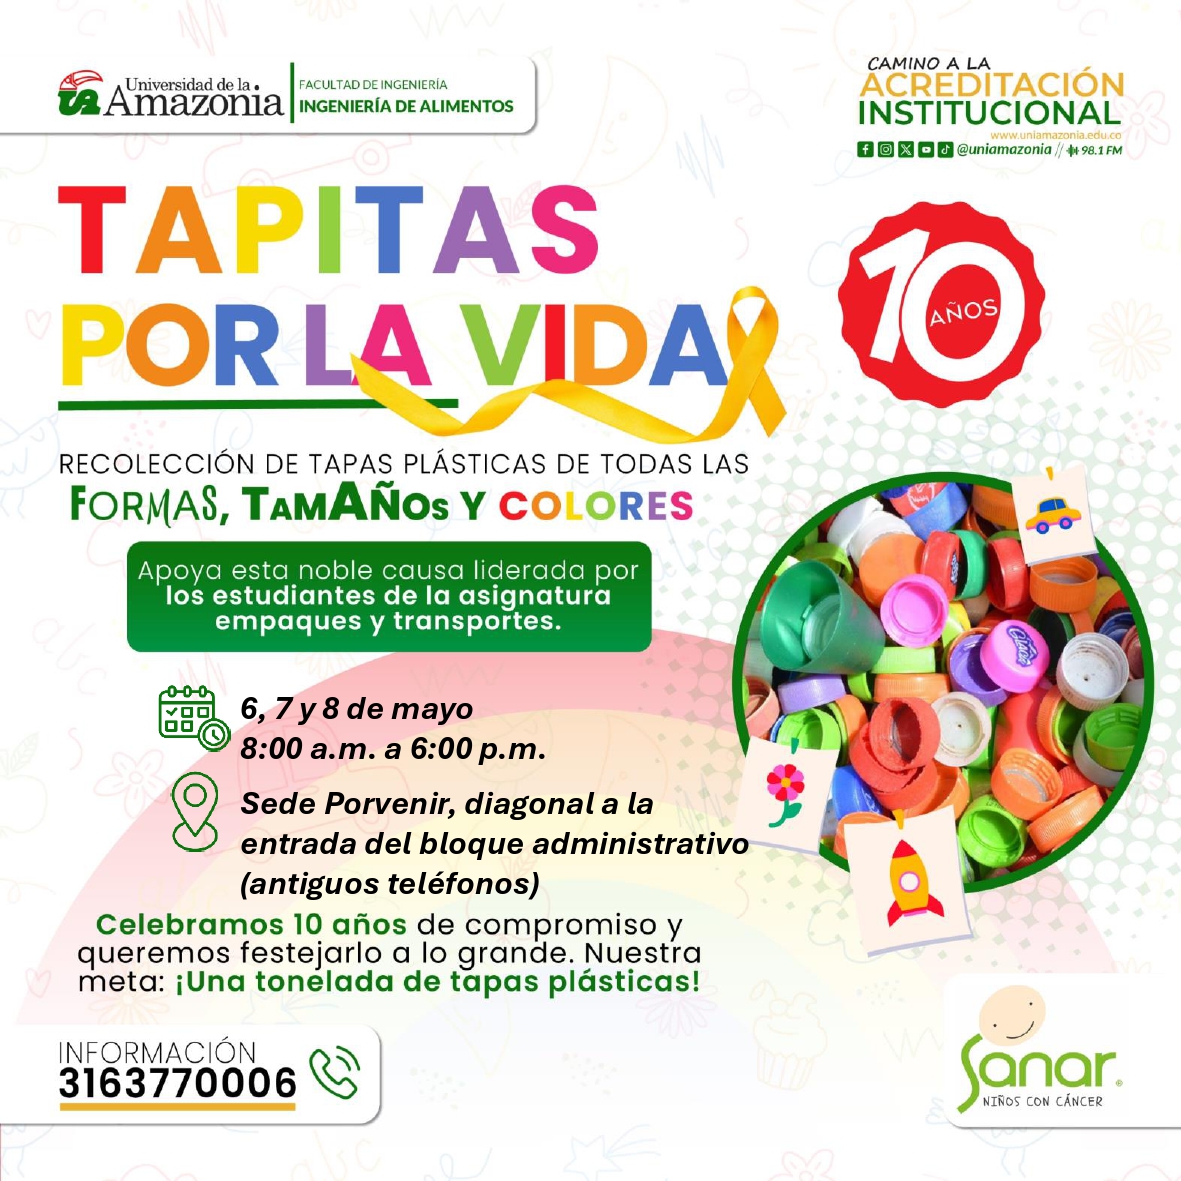 Universidad de la
Amazonia
FACULTAD DE INGENIERÍA
INGENIERÍA DE ALIMENTOS
CAMINO A LA
ACREDITACIÓN
INSTITUCIONAL
www.uniamazonia.edu.co
@uniamazonia // 98.1 FM
TAPITAS
POR LA VIDA
10
AÑOS
RECOLECCIÓN DE TAPAS PLÁSTICAS DE TODAS LAS
FORMAS, TAMAÑOS Y COLORES
Apoya esta noble causa liderada por
los estudiantes de la asignatura
empaques y transportes.
6, 7 y 8 de mayo
8:00 a.m. a 6:00 p.m.
Sede Porvenir, diagonal a la
entrada del bloque administrativo
(antiguos teléfonos)
Celebramos 10 años de compromiso y
queremos festejarlo a lo grande. Nuestra
meta: ¡Una tonelada de tapas plásticas!
INFORMACIÓN
3163770006
Sanar
NIÑOS CON CÁNCER